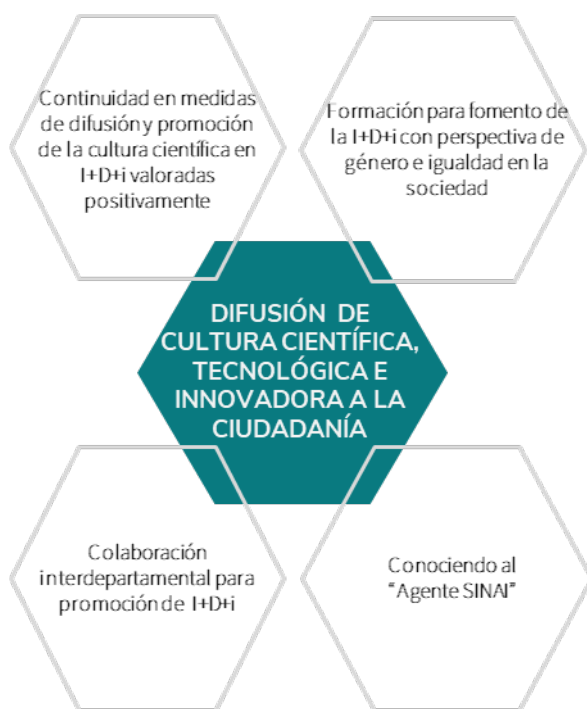 Continuidad en medidas
de difusión y promoción
de la cultura científica en
I+D+i valoradas
positivamente
Formación para fomento de
la I+D+i con perspectiva de
género e igualdad en la
sociedad
DIFUSIÓN DE
CULTURA CIENTÍFICA,
TECNOLÓGICA E
INNOVADORA A LA
CIUDADANÍA
Colaboración
interdepartamental para
promoción de I+D+i
Conociendo al
"Agente SINAI"